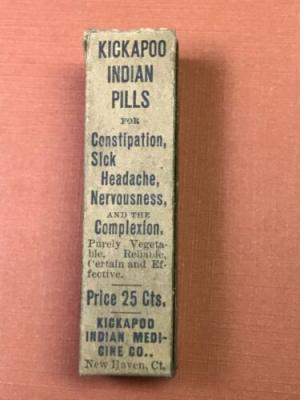 KICKAPOO
INDIAN
PILLS
FOR
Constipation,
Sick
Headache,
Nervousness,
AND THE
Complexion.
Purely Vegeta-
ble. Reliable,
Certain and Ef-
fective.
Price 25 Cts.
KICKAPOO
INDIAN MEDI-
CINE CO.,
New Haven, Ct.